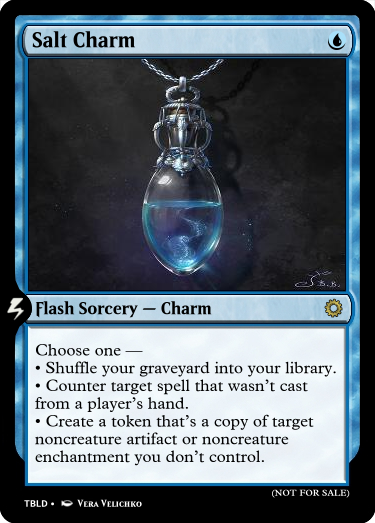 Salt Charm
Flash Sorcery — Charm
Choose one —
• Shuffle your graveyard into your library.
• Counter target spell that wasn't cast
from a player's hand.
• Create a token that's a copy of target
noncreature artifact or noncreature
enchantment you don't control.
(NOT FOR SALE)
TBLD • VERA VELICHKO